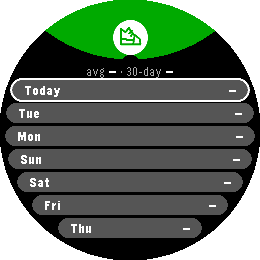 avg – · 30-day –
Today –
Tue –
Mon –
Sun –
Sat –
Fri –
Thu –